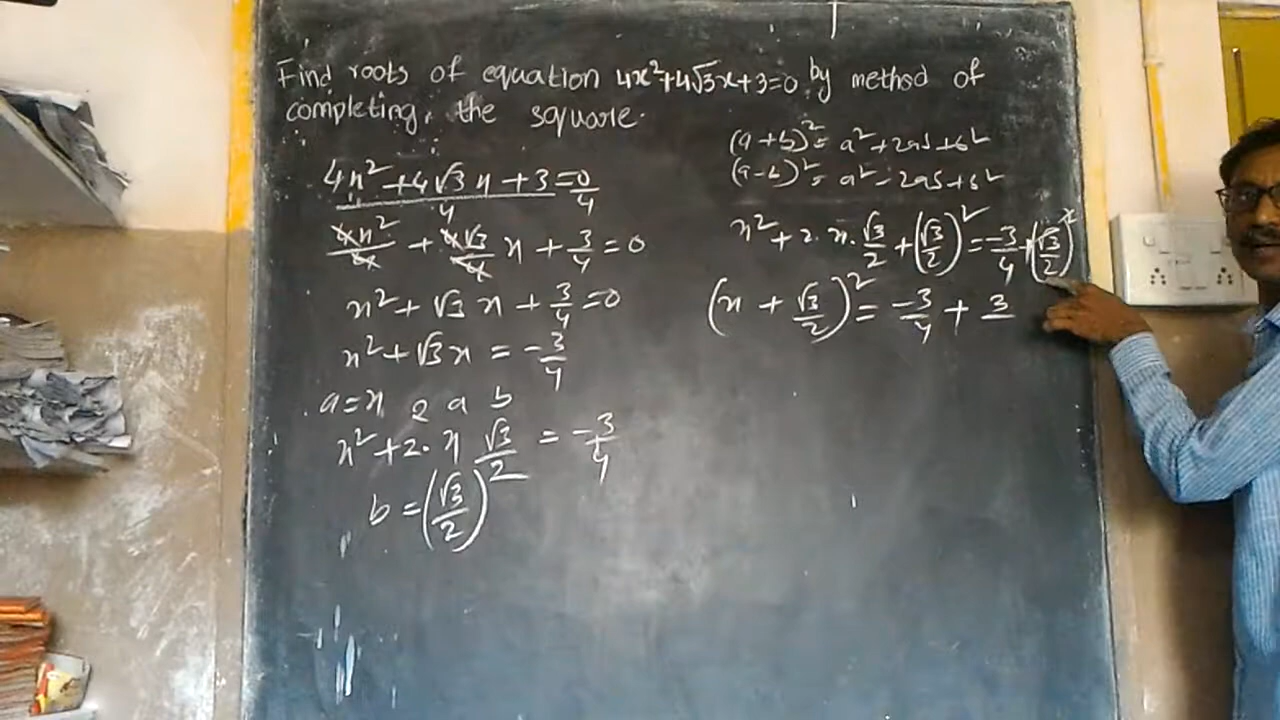 Find roots of equation 4x²+4√3x+3=0 by method of
completing, the square.
4x²+4√3x+3/4=0/4
4x²/4 + 4√3/4 x + 3/4 = 0
x² + √3 x + 3/4 = 0
x² + √3x = -3/4
a=x 2 a b
x²+2. x √3/2 = -3/4
b = (√3/2)²
(a+b)² = a²+2ab+b²
(a-b)² = a²-2ab+b²
x²+2.x.√3/2+(√3/2)²=-3/4+(√3/2)²
(x + √3/2)² = -3/4 + 3